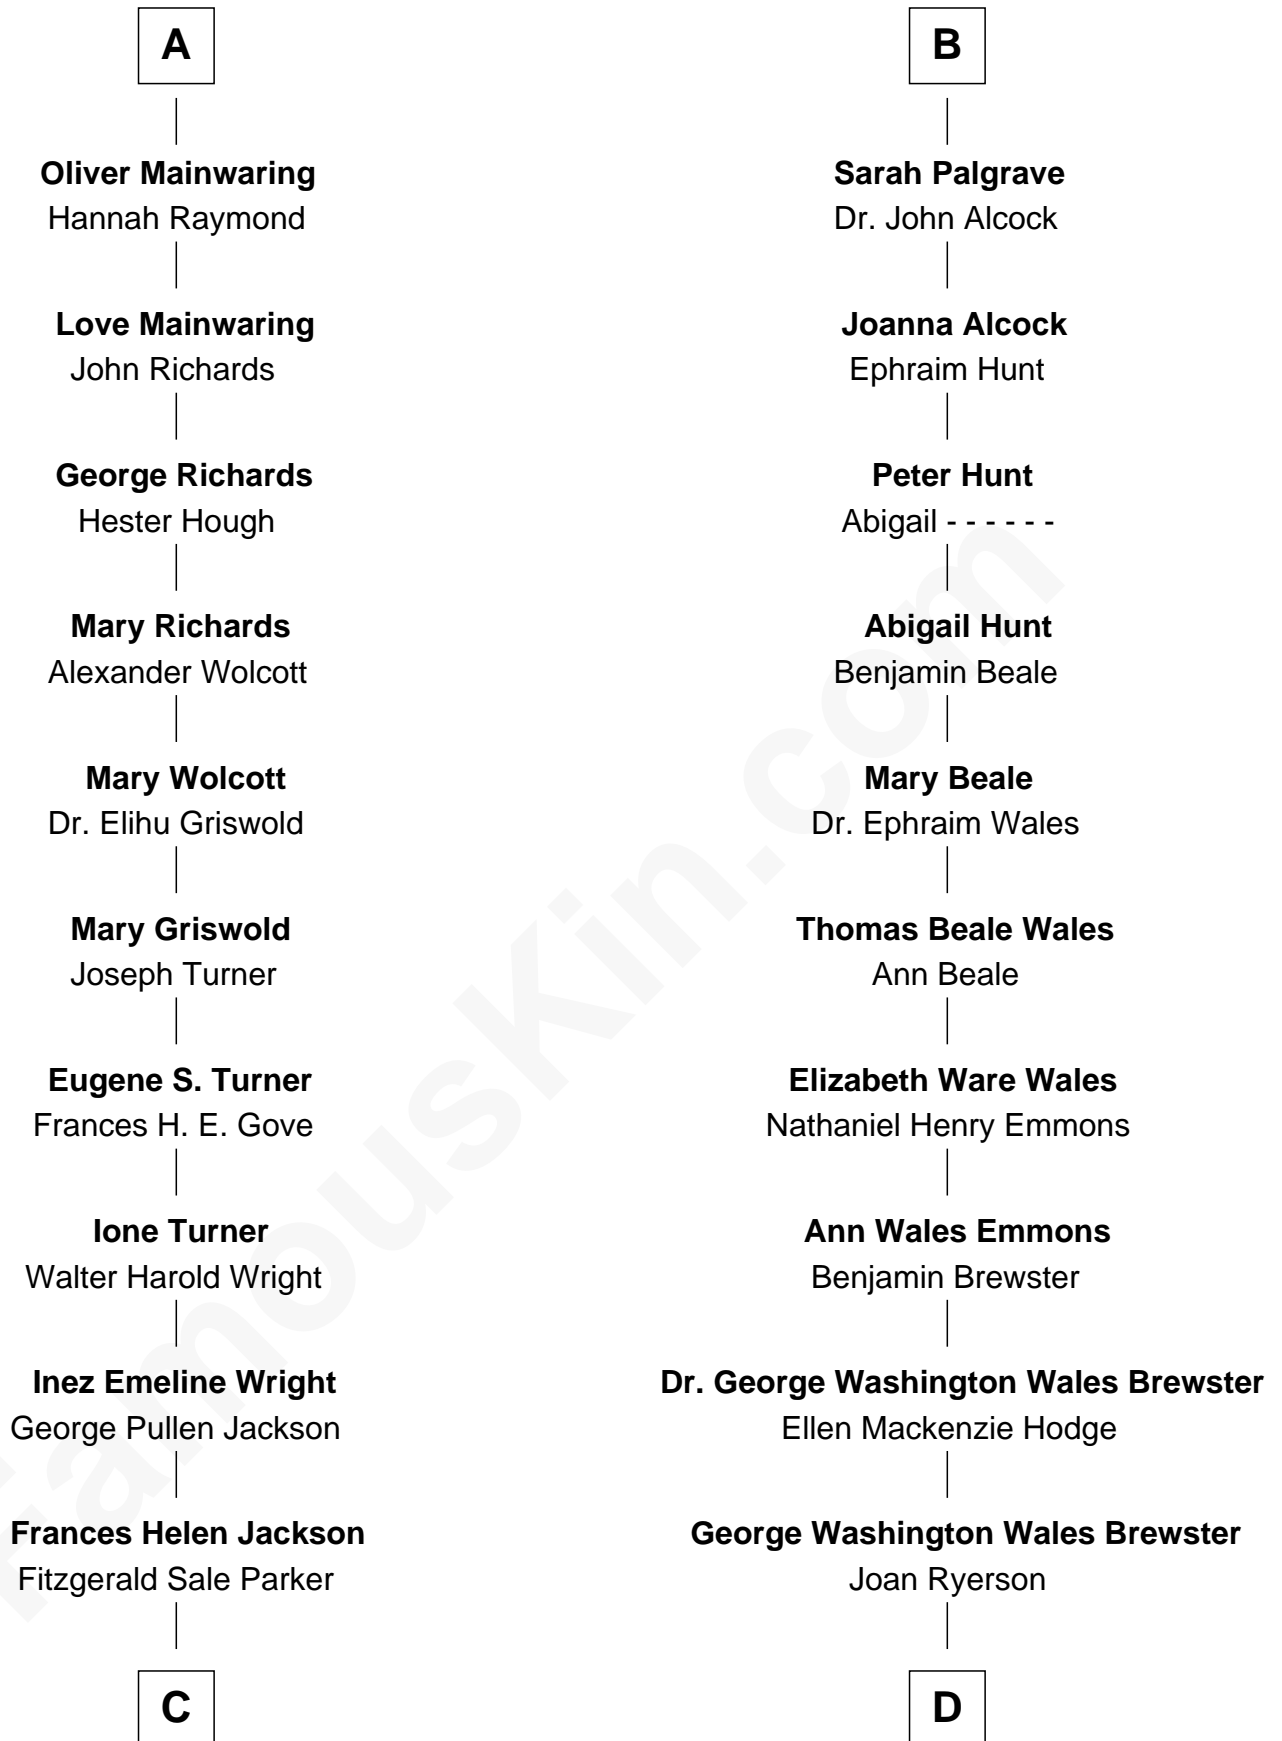 A
Oliver Mainwaring
Hannah Raymond
Love Mainwaring
John Richards
George Richards
Hester Hough
Mary Richards
Alexander Wolcott
Mary Wolcott
Dr. Elihu Griswold
Mary Griswold
Joseph Turner
Eugene S. Turner
Frances H. E. Gove
Ione Turner
Walter Harold Wright
Inez Emeline Wright
George Pullen Jackson
Frances Helen Jackson
Fitzgerald Sale Parker
C
B
Sarah Palgrave
Dr. John Alcock
Joanna Alcock
Ephraim Hunt
Peter Hunt
Abigail - - - - - -
Abigail Hunt
Benjamin Beale
Mary Beale
Dr. Ephraim Wales
Thomas Beale Wales
Ann Beale
Elizabeth Ware Wales
Nathaniel Henry Emmons
Ann Wales Emmons
Benjamin Brewster
Dr. George Washington Wales Brewster
Ellen Mackenzie Hodge
George Washington Wales Brewster
Joan Ryerson
D
FamousKin.com